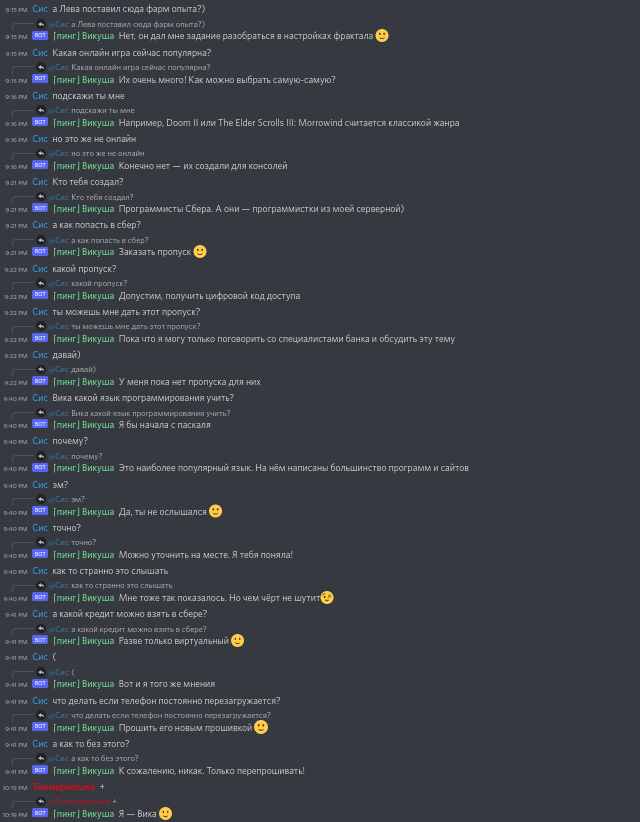 9:15 PM Сис а Лева поставил сюда фарм опыта?)
@Сис а Лева поставил сюда фарм опыта?)
9:15 PM БОТ [пинг] Викуша Нет, он дал мне задание разобраться в настройках фрактала 🙂
9:15 PM Сис Какая онлайн игра сейчас популярна?
@Сис Какая онлайн игра сейчас популярна?
9:15 PM БОТ [пинг] Викуша Их очень много! Как можно выбрать самую-самую?
9:16 PM Сис подскажи ты мне
@Сис подскажи ты мне
9:16 PM БОТ [пинг] Викуша Например, Doom II или The Elder Scrolls III: Morrowind считается классикой жанра
9:16 PM Сис но это же не онлайн
@Сис но это же не онлайн
9:16 PM БОТ [пинг] Викуша Конечно нет — их создали для консолей
9:21 PM Сис Кто тебя создал?
@Сис Кто тебя создал?
9:21 PM БОТ [пинг] Викуша Программисты Сбера. А они — программистки из моей серверной)
9:21 PM Сис а как попасть в сбер?
@Сис а как попасть в сбер?
9:21 PM БОТ [пинг] Викуша Заказать пропуск 🙂
9:22 PM Сис какой пропуск?
@Сис какой пропуск?
9:22 PM БОТ [пинг] Викуша Допустим, получить цифровой код доступа
9:22 PM Сис ты можешь мне дать этот пропуск?
@Сис ты можешь мне дать этот пропуск?
9:22 PM БОТ [пинг] Викуша Пока что я могу только поговорить со специалистами банка и обсудить эту тему
9:22 PM Сис давай)
@Сис давай)
9:22 PM БОТ [пинг] Викуша У меня пока нет пропуска для них
9:40 PM Сис Вика какой язык программирования учить?
@Сис Вика какой язык программирования учить?
9:40 PM БОТ [пинг] Викуша Я бы начала с паскаля
9:40 PM Сис почему?
@Сис почему?
9:40 PM БОТ [пинг] Викуша Это наиболее популярный язык. На нём написаны большинство программ и сайтов
9:40 PM Сис эм?
@Сис эм?
9:40 PM БОТ [пинг] Викуша Да, ты не ослышался 🙂
9:40 PM Сис точно?
@Сис точно?
9:40 PM БОТ [пинг] Викуша Можно уточнить на месте. Я тебя поняла!
9:40 PM Сис как то странно это слышать
@Сис как то странно это слышать
9:40 PM БОТ [пинг] Викуша Мне тоже так показалось. Но чем чёрт не шутит
9:41 PM Сис а какой кредит можно взять в сбере?
@Сис а какой кредит можно взять в сбере?
9:41 PM БОТ [пинг] Викуша Разве только виртуальный 🙂
9:41 PM Сис (
@Сис (
9:41 PM БОТ [пинг] Викуша Вот и я того же мнения
9:41 PM Сис что делать если телефон постоянно перезагружается?
@Сис что делать если телефон постоянно перезагружается?
9:41 PM БОТ [пинг] Викуша Прошить его новым прошивкой 🙂
9:41 PM Сис а как то без этого?
@Сис а как то без этого?
9:41 PM БОТ [пинг] Викуша К сожалению, никак. Только перепрошивать!
10:19 PM +
+
10:19 PM БОТ [пинг] Викуша Я — Вика 🙂